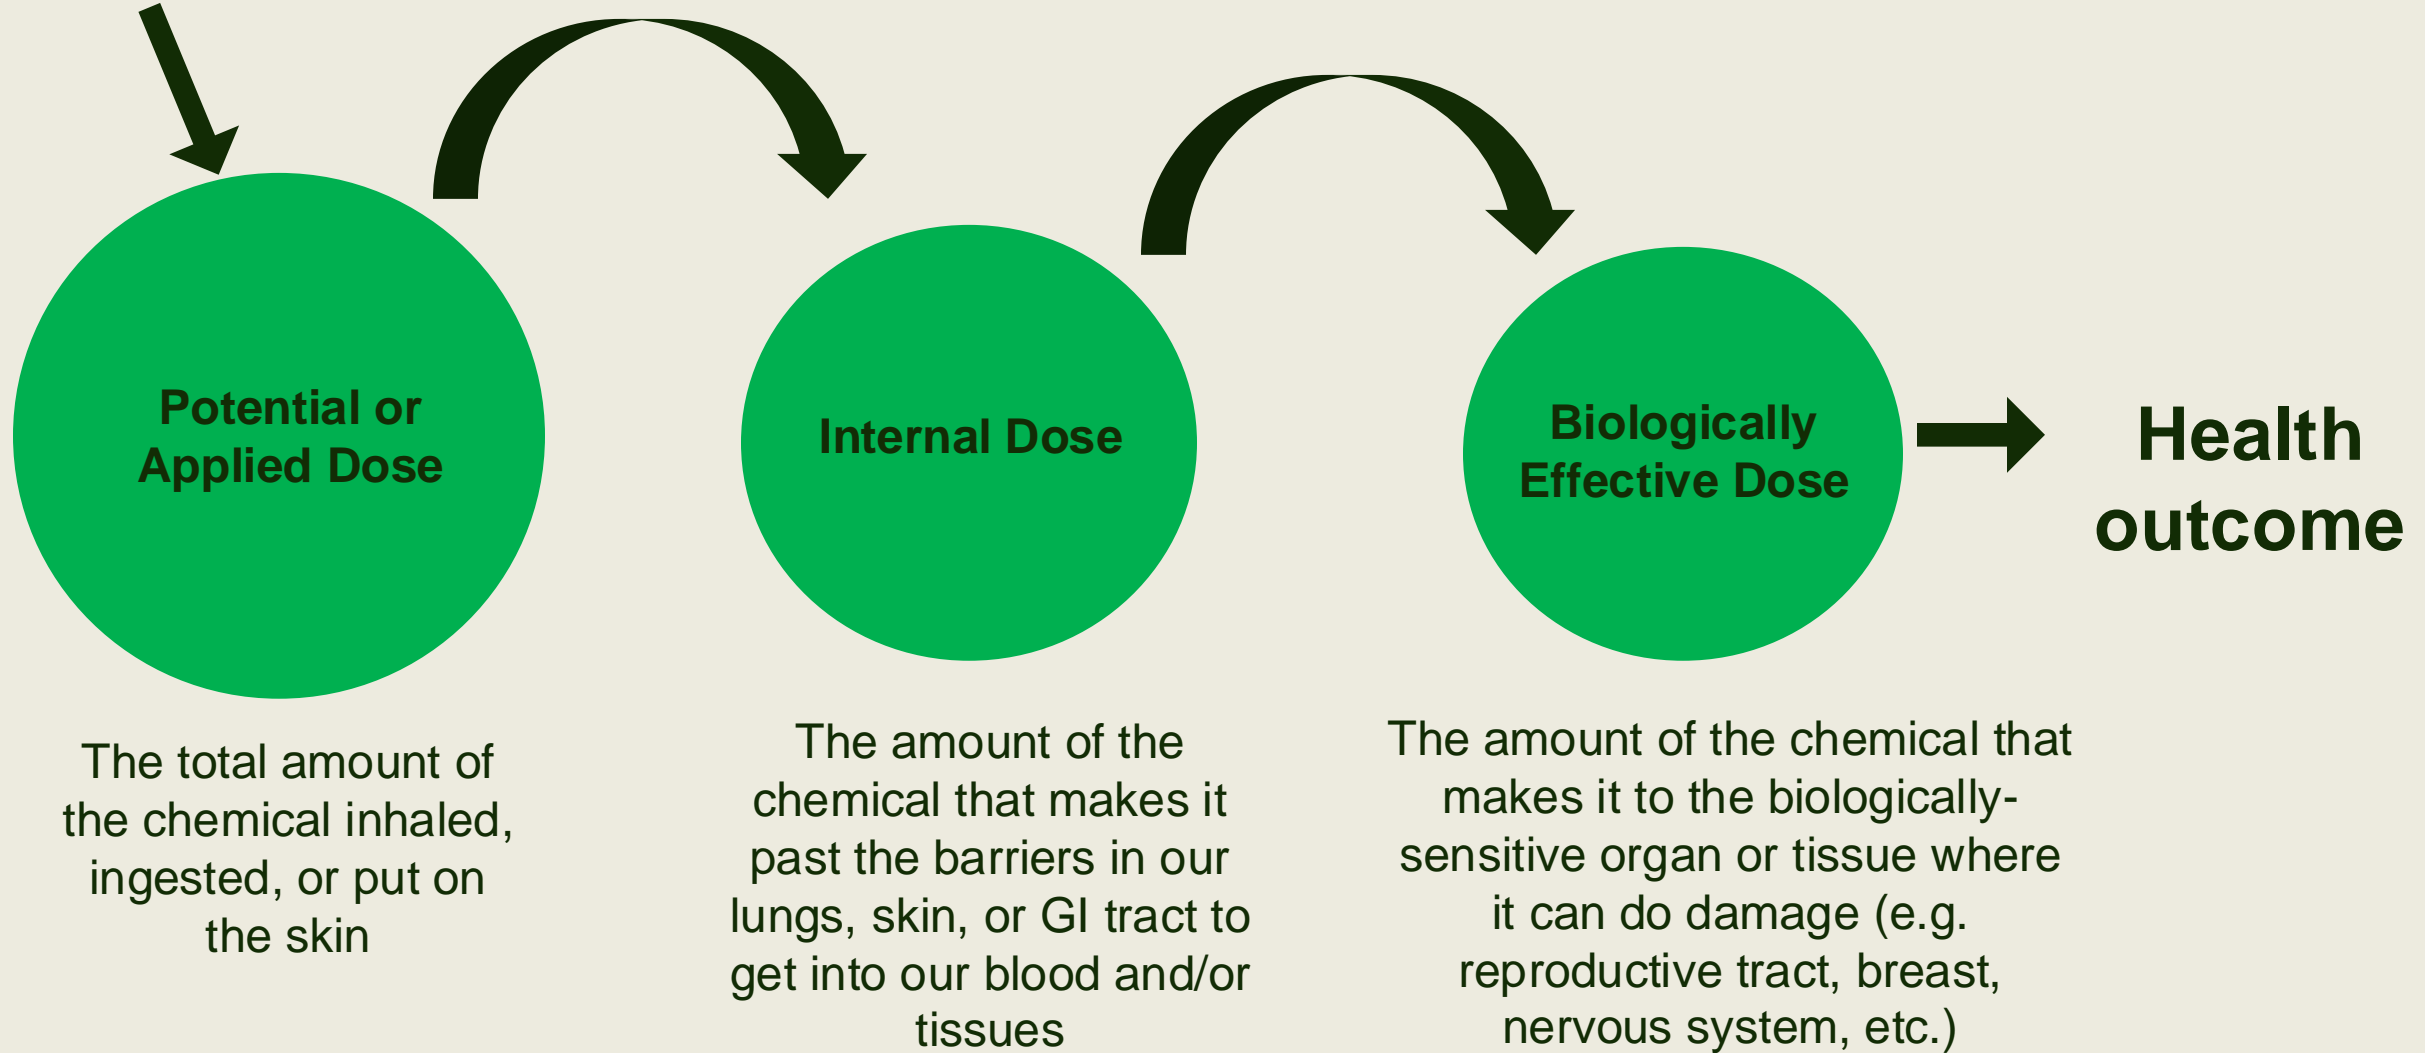 Potential or
Applied Dose
Internal Dose
Biologically
Effective Dose
Health
outcome
The total amount of
the chemical inhaled,
ingested, or put on
the skin
The amount of the
chemical that makes it
past the barriers in our
lungs, skin, or GI tract to
get into our blood and/or
tissues
The amount of the chemical that
makes it to the biologically-
sensitive organ or tissue where
it can do damage (e.g.
reproductive tract, breast,
nervous system, etc.)